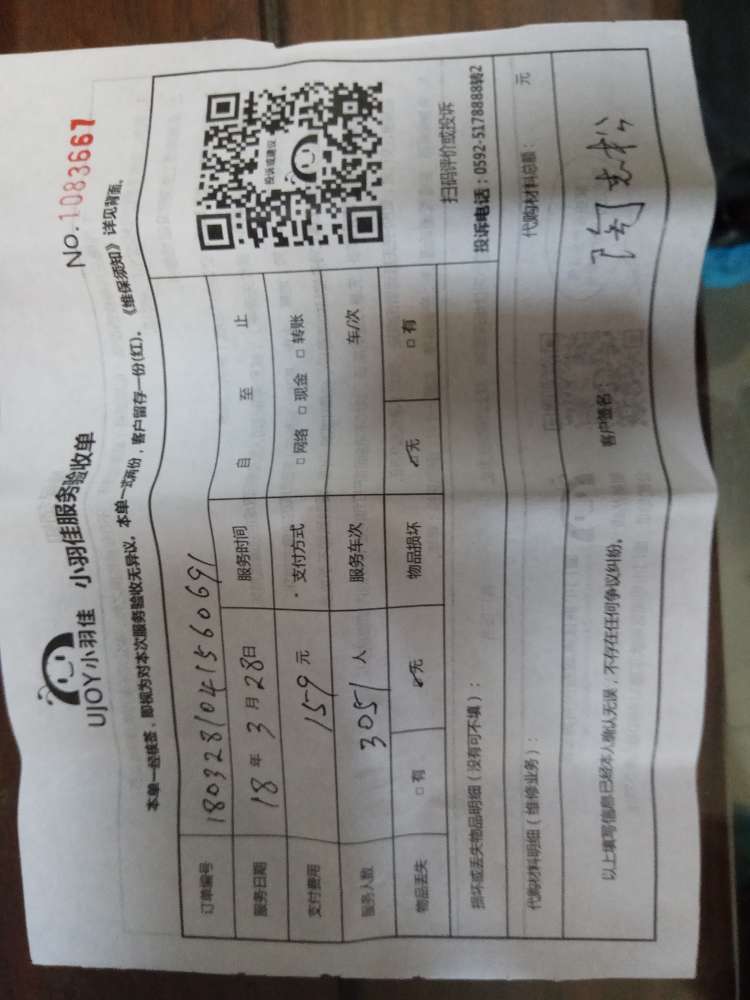 UJOY小羽佳 小羽佳服务验收单
NO.1083667
本单一经核签，即视为对本次服务验收无异议。本单一式两份，客户留存一份(红)。《维保须知》详见背面。
订单编号 1803281041560691
服务日期 18年3月28日 服务时间 自 至 止
支付费用 159元 支付方式 □网络 □现金 □转账
服务人数 3051人 服务车次 车/次
物品丢失 □有 ✓无 物品损坏 ✓无 □有
投诉或建议
扫码评价或投诉
投诉电话：0592-5178888转2
损坏或丢失物品明细（没有可不填）：
代购材料明细（维修业务）： 代购材料总额： 元
以上填写信息已经本人确认无误，不存在任何争议纠纷。 客户签名：